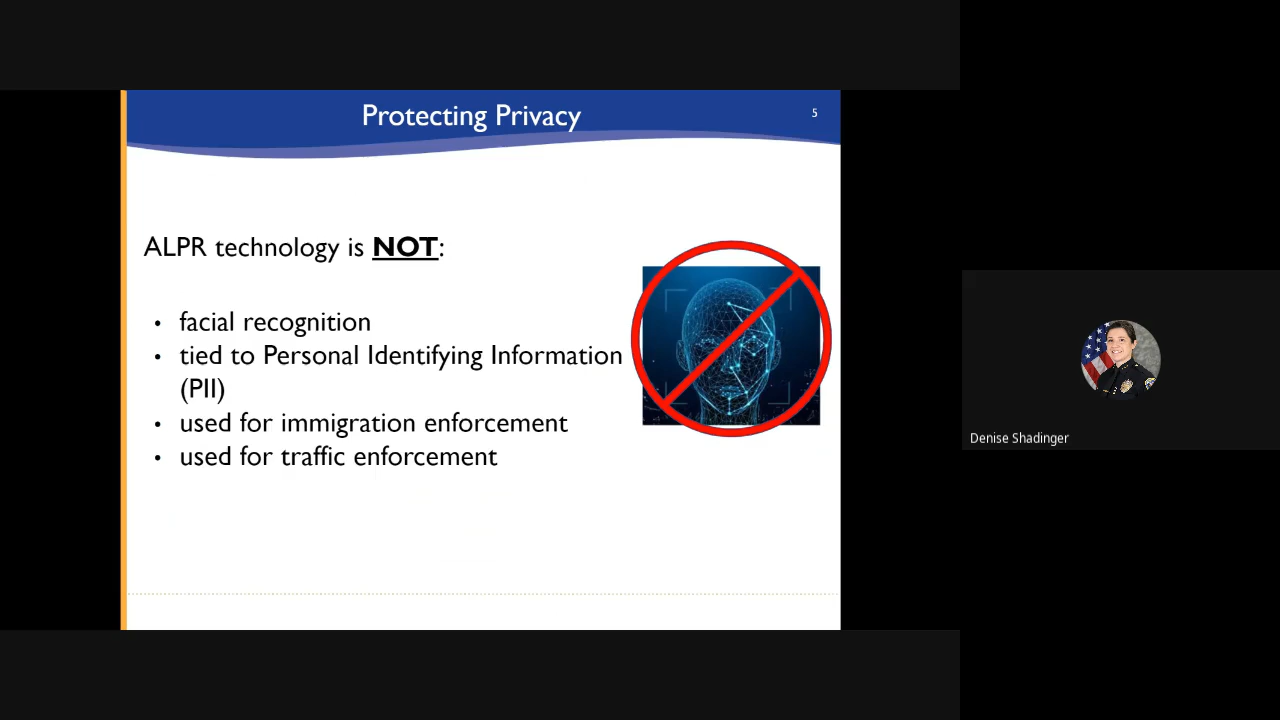 Protecting Privacy
5
ALPR technology is NOT:
• facial recognition
• tied to Personal Identifying Information
(PII)
• used for immigration enforcement
• used for traffic enforcement
Denise Shadinger